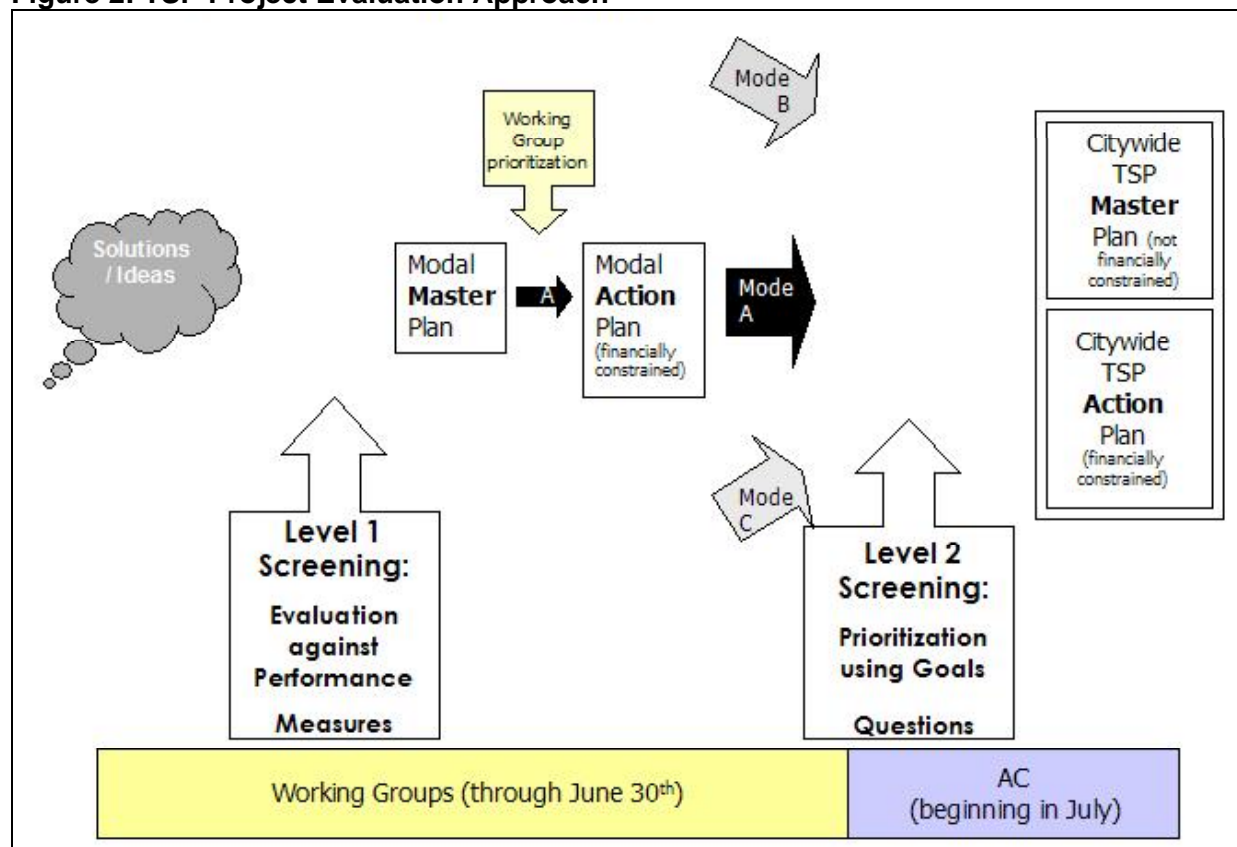 Figure 2: TSP Project Evaluation Approach
Mode
B
Working
Group
prioritization
Solutions
/ Ideas
Modal
Master
Plan
A
Modal
Action
Plan
(financially
constrained)
Mode
A
Mode
C
Citywide
TSP
Master
Plan (not
financially
constrained)
Citywide
TSP
Action
Plan
(financially
constrained)
Level 1
Screening:
Evaluation
against
Performance
Measures
Level 2
Screening:
Prioritization
using Goals
Questions
Working Groups (through June 30th)
AC
(beginning in July)